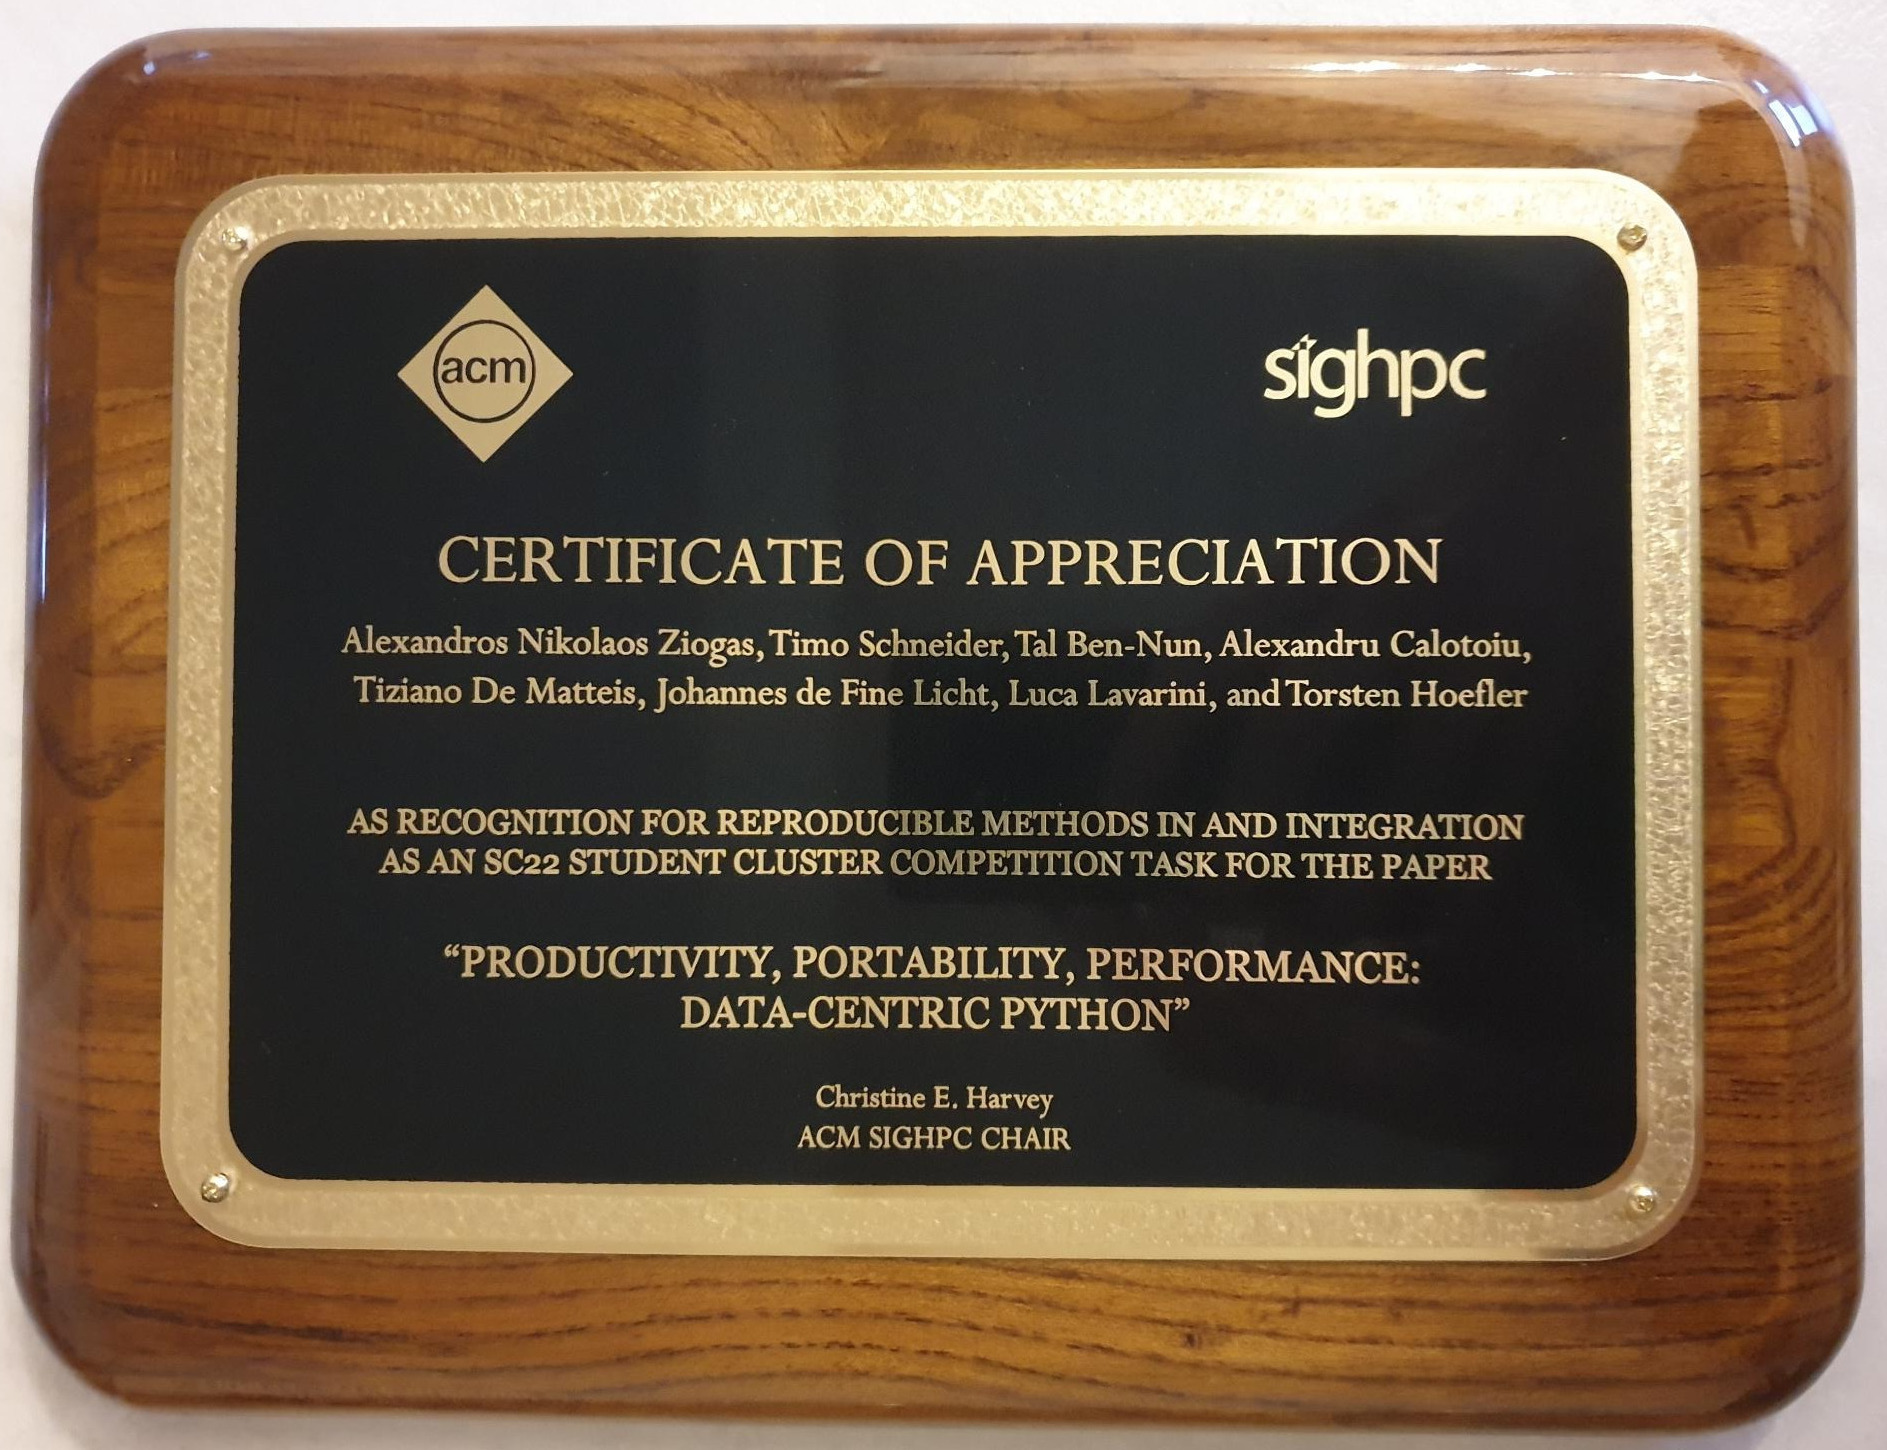 acm
sighpc
CERTIFICATE OF APPRECIATION
Alexandros Nikolaos Ziogas, Timo Schneider, Tal Ben-Nun, Alexandru Calotoiu,
Tiziano De Matteis, Johannes de Fine Licht, Luca Lavarini, and Torsten Hoefler
AS RECOGNITION FOR REPRODUCIBLE METHODS IN AND INTEGRATION
AS AN SC22 STUDENT CLUSTER COMPETITION TASK FOR THE PAPER
“PRODUCTIVITY, PORTABILITY, PERFORMANCE:
DATA-CENTRIC PYTHON”
Christine E. Harvey
ACM SIGHPC CHAIR